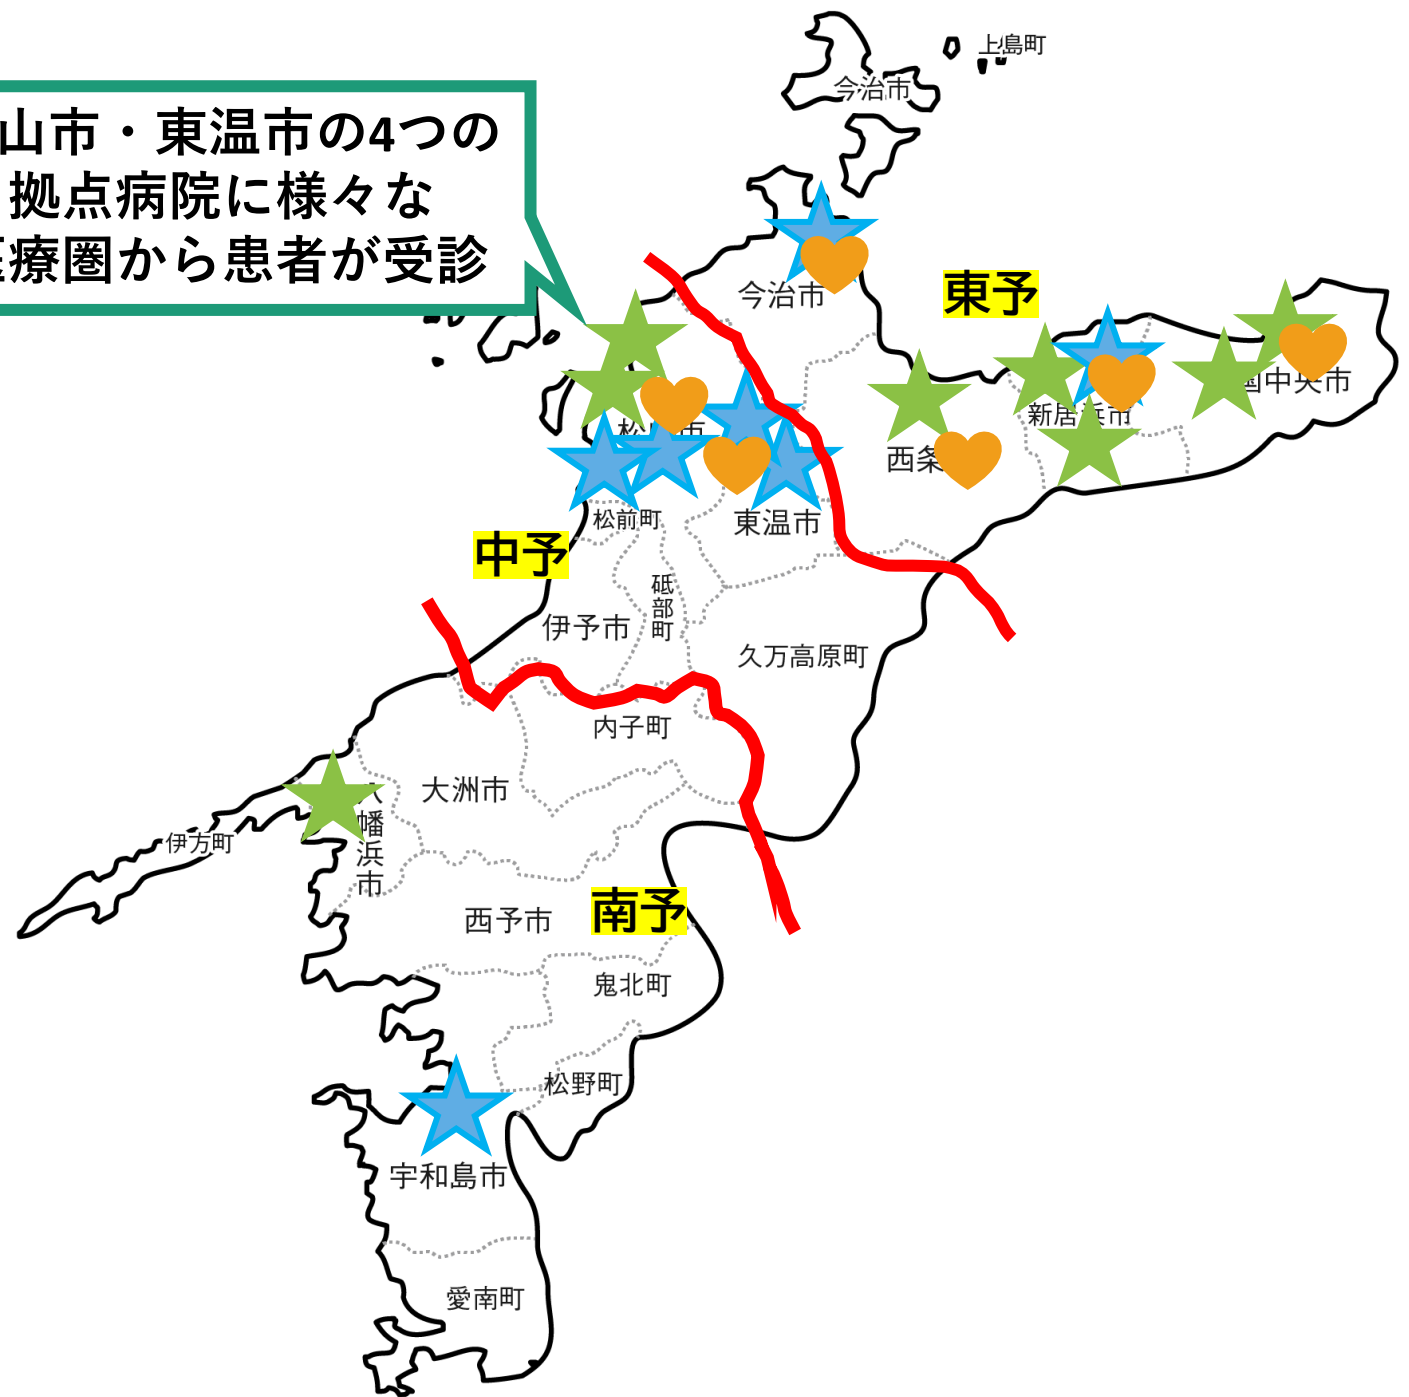 山市・東温市の4つの
拠点病院に様々な
療圏から患者が受診
上島町
今治市
今治市
東予
国中央市
新居浜市
西条
松山市
松前町
東温市
中予
砥部町
伊予市
久万高原町
内子町
大洲市
八幡浜市
伊方町
南予
西予市
鬼北町
松野町
宇和島市
愛南町